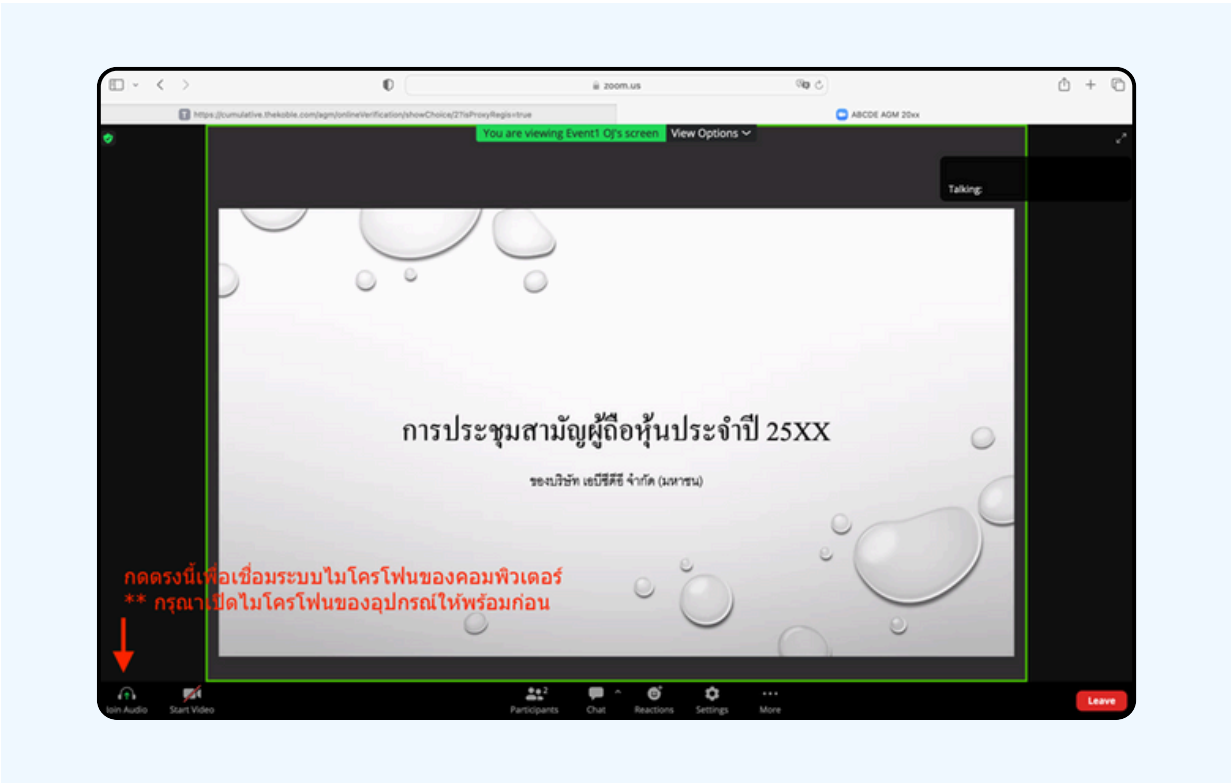 zoom.us
https://cumulative.thekoble.com/agm/onlineVerification/showChoice/2?isProxyRegis=true
ABCDE AGM 20xx
You are viewing Event1 OJ's screen View Options
Talking:
การประชุมสามัญผู้ถือหุ้นประจำปี 25XX
ของบริษัท เอบีซีดีอี จำกัด (มหาชน)
กดตรงนี้เพื่อเชื่อมระบบไมโครโฟนของคอมพิวเตอร์
** กรุณาเปิดไมโครโฟนของอุปกรณ์ให้พร้อมก่อน
Join Audio Start Video Participants 2 Chat Reactions Settings More Leave